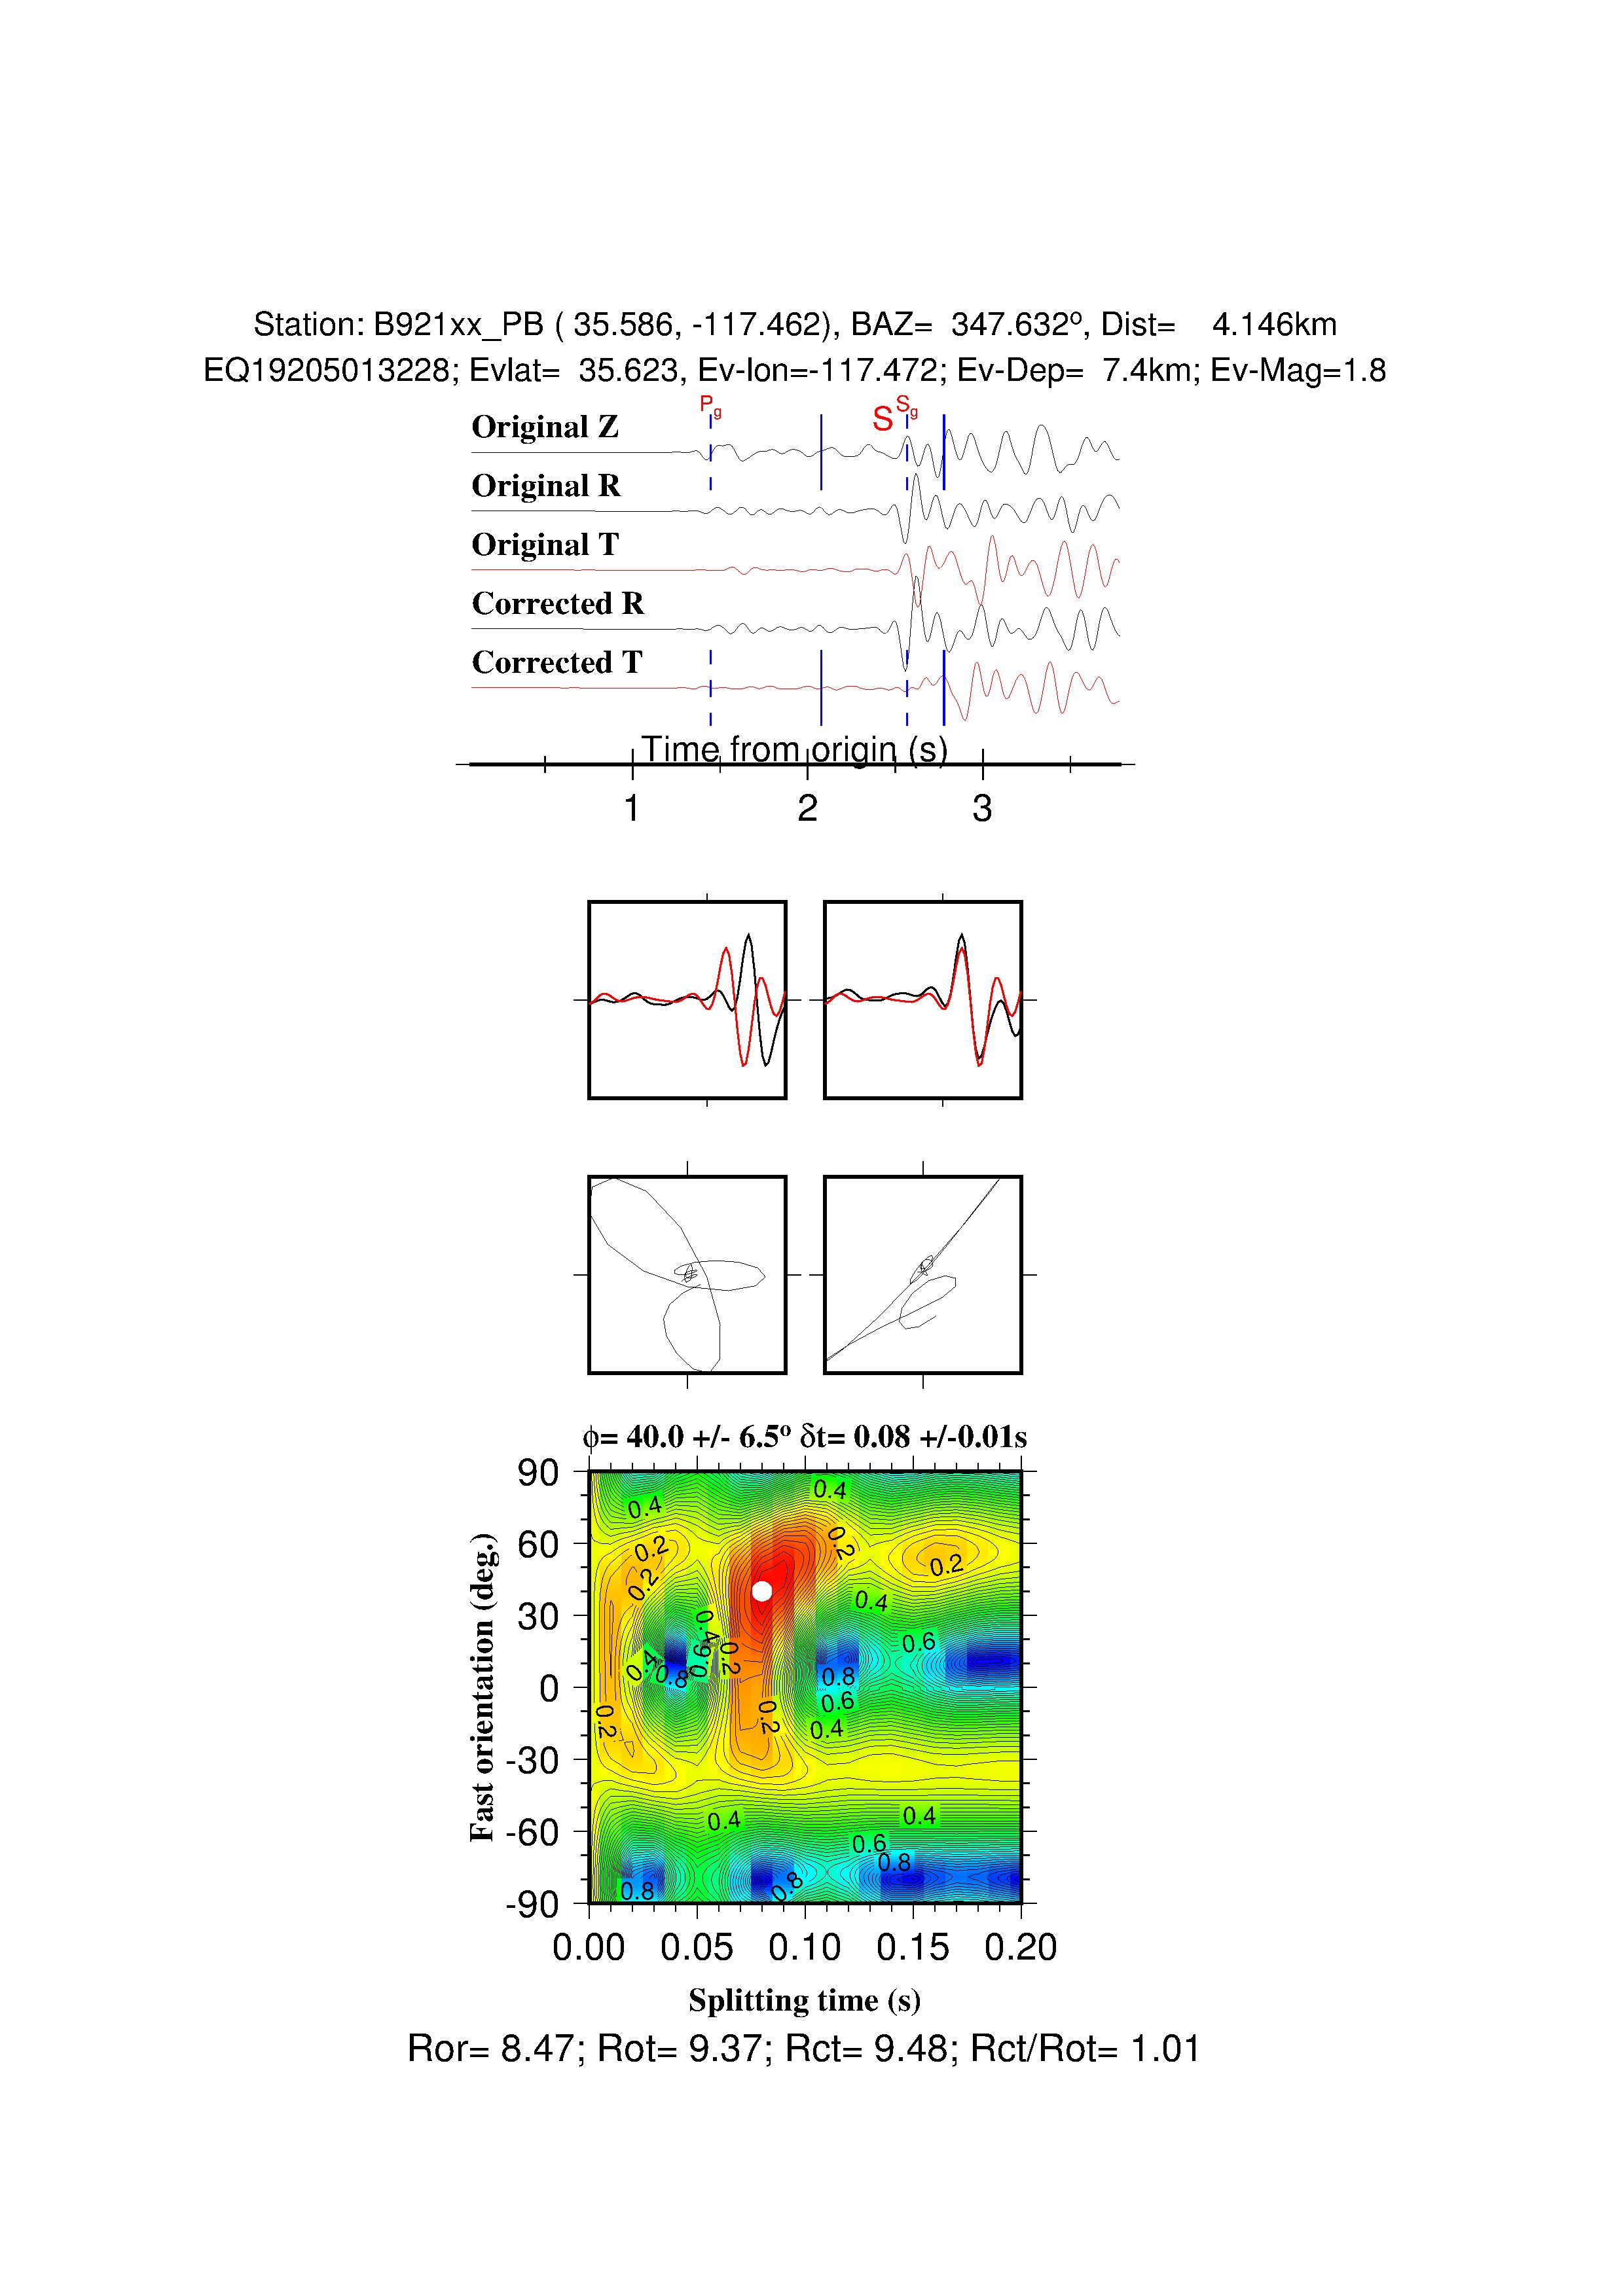 Station: B921xx_PB ( 35.586, -117.462), BAZ= 347.632º, Dist= 4.146km
EQ19205013228; Evlat= 35.623, Ev-lon=-117.472; Ev-Dep= 7.4km; Ev-Mag=1.8
Pg S Sg
Original Z
Original R
Original T
Corrected R
Corrected T
Time from origin (s)
1 2 3
ϕ= 40.0 +/- 6.5º δt= 0.08 +/-0.01s
Fast orientation (deg.)
90
60
30
0
-30
-60
-90
0.4 0.4
0.2 0.2 0.2
0.2
0.4 0.4
0.4 0.6 0.2 0.6
0.8 0.8
0.6
0.2 0.2 0.4
0.4 0.4
0.6
0.8
0.8 0.8
0.00 0.05 0.10 0.15 0.20
Splitting time (s)
Ror= 8.47; Rot= 9.37; Rct= 9.48; Rct/Rot= 1.01